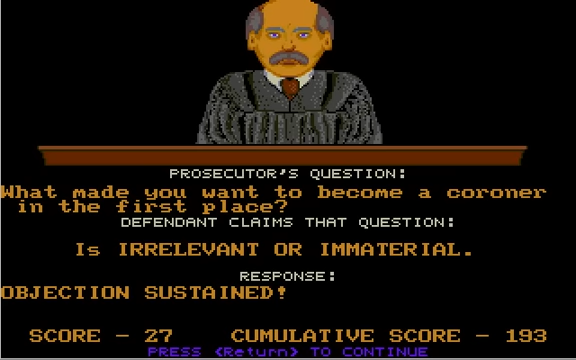 PROSECUTOR'S QUESTION:
What made you want to become a coroner
in the first place?
DEFENDANT CLAIMS THAT QUESTION:
Is IRRELEVANT OR IMMATERIAL.
RESPONSE:
OBJECTION SUSTAINED!
SCORE - 27 CUMULATIVE SCORE - 193
PRESS <Return> TO CONTINUE